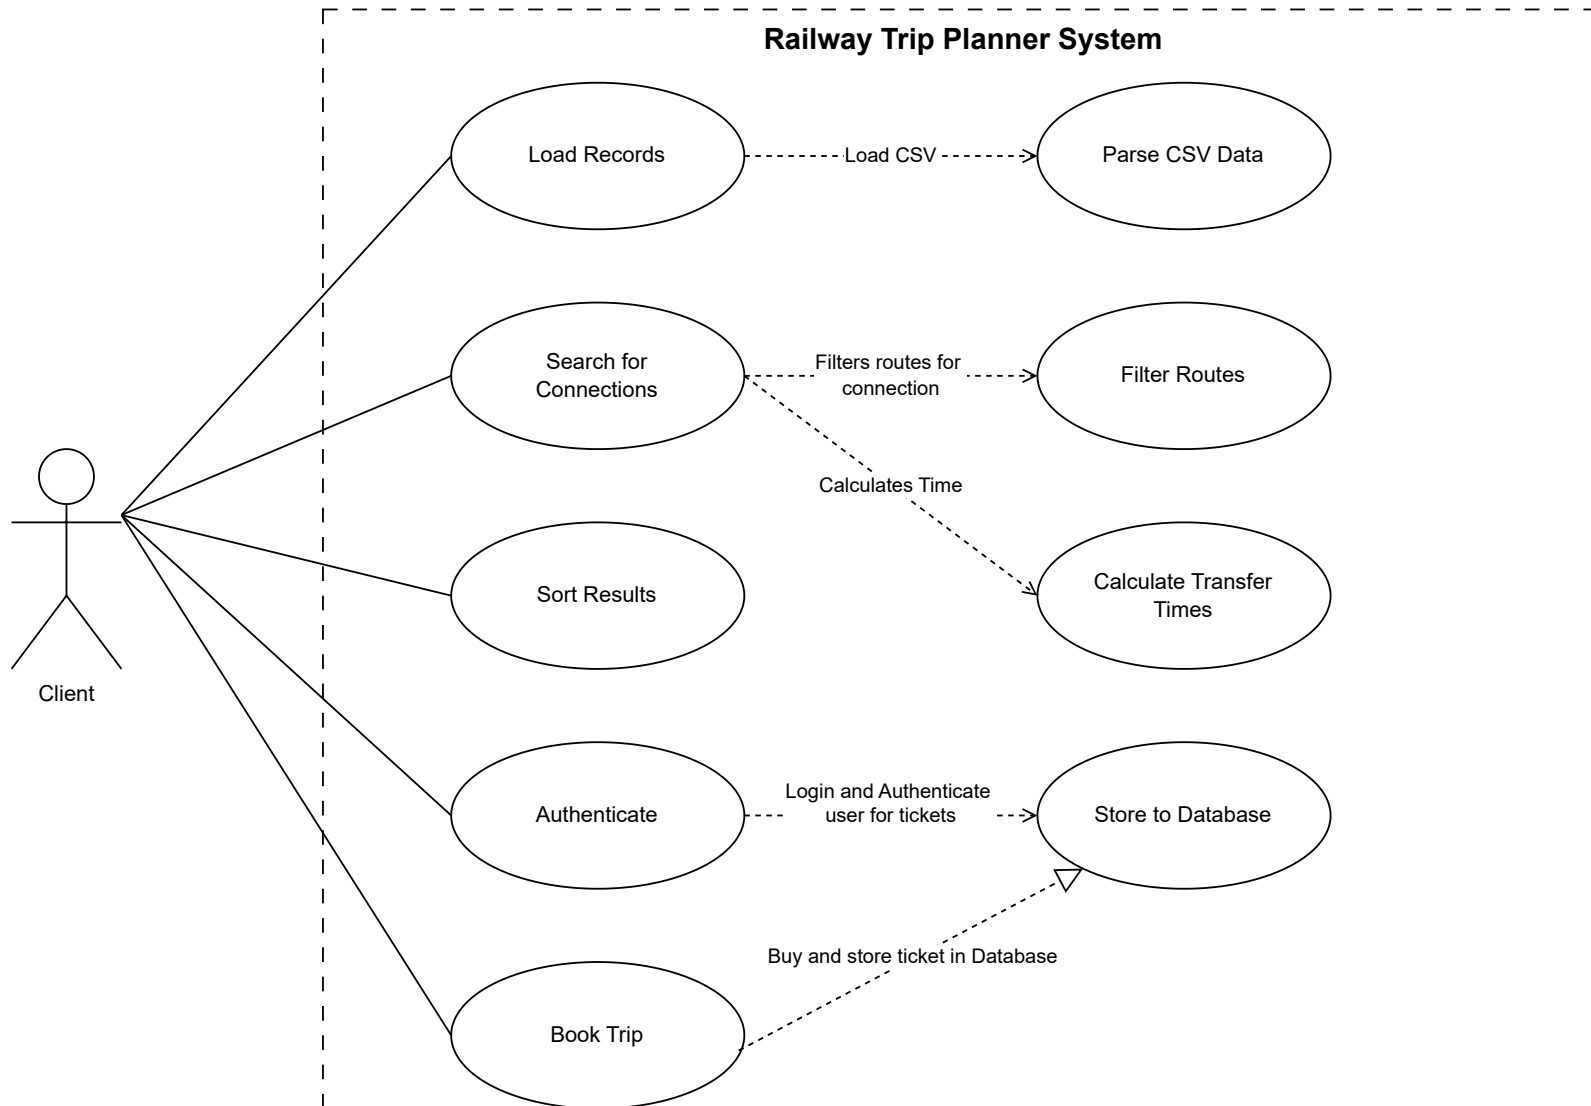 Railway Trip Planner System
Load Records
Load CSV
Parse CSV Data
Search for
Connections
Filters routes for
connection
Filter Routes
Calculates Time
Sort Results
Calculate Transfer
Times
Client
Authenticate
Login and Authenticate
user for tickets
Store to Database
Buy and store ticket in Database
Book Trip